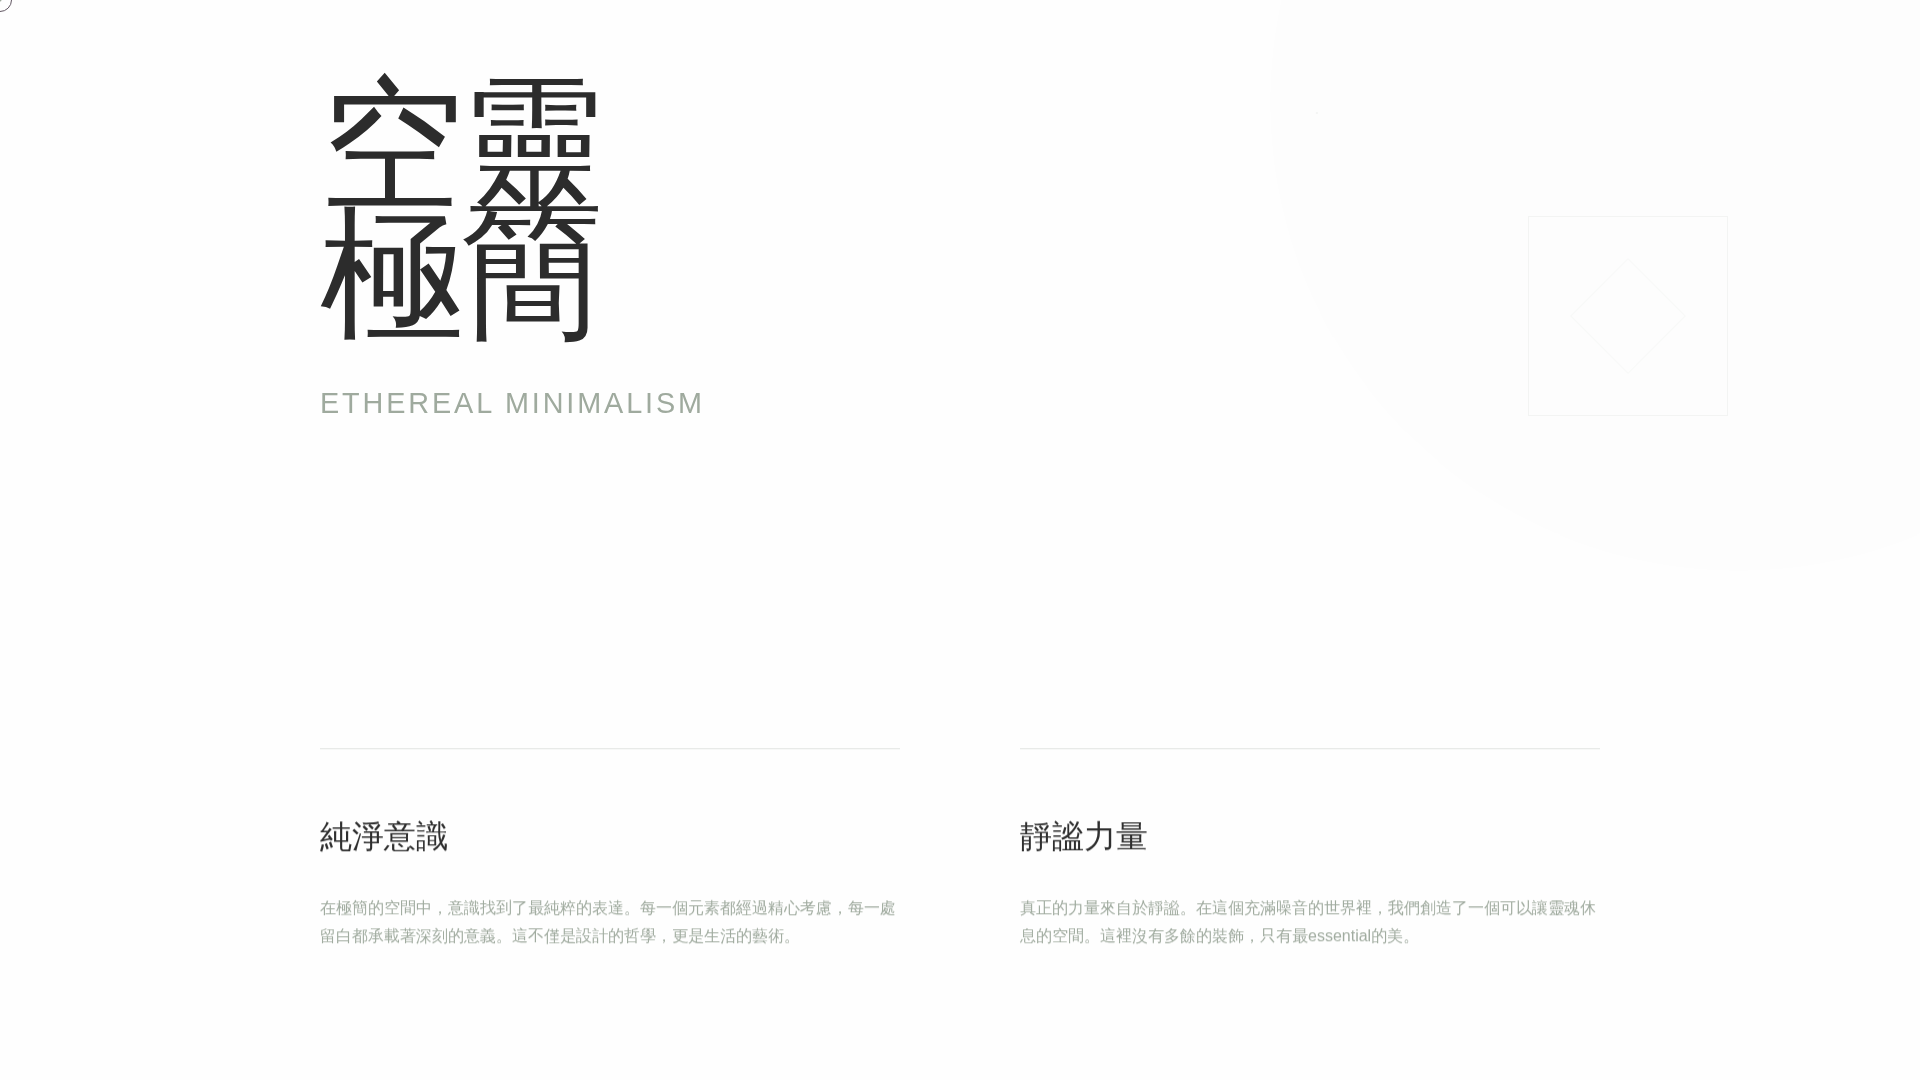 空靈
極簡
ETHEREAL MINIMALISM
純淨意識
在極簡的空間中，意識找到了最純粹的表達。每一個元素都經過精心考慮，每一處
留白都承載著深刻的意義。這不僅是設計的哲學，更是生活的藝術。
靜謐力量
真正的力量來自於靜謐。在這個充滿噪音的世界裡，我們創造了一個可以讓靈魂休
息的空間。這裡沒有多餘的裝飾，只有最essential的美。